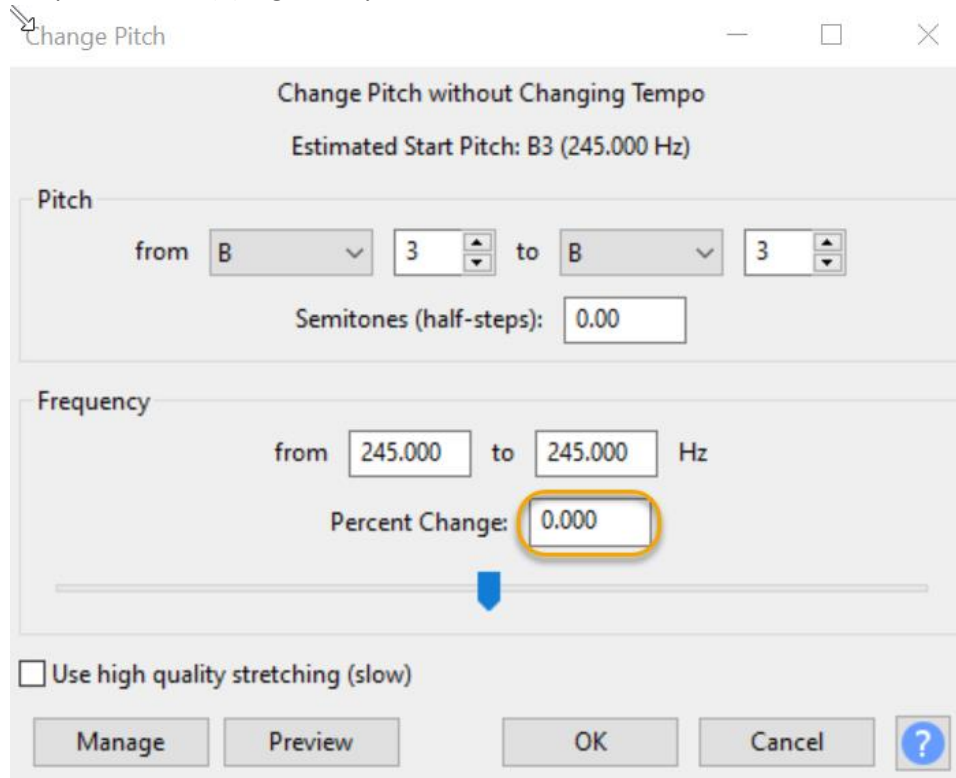 Change Pitch
Change Pitch without Changing Tempo
Estimated Start Pitch: B3 (245.000 Hz)
Pitch
from B 3 to B 3
Semitones (half-steps): 0.00
Frequency
from 245.000 to 245.000 Hz
Percent Change: 0.000
Use high quality stretching (slow)
Manage Preview OK Cancel ?